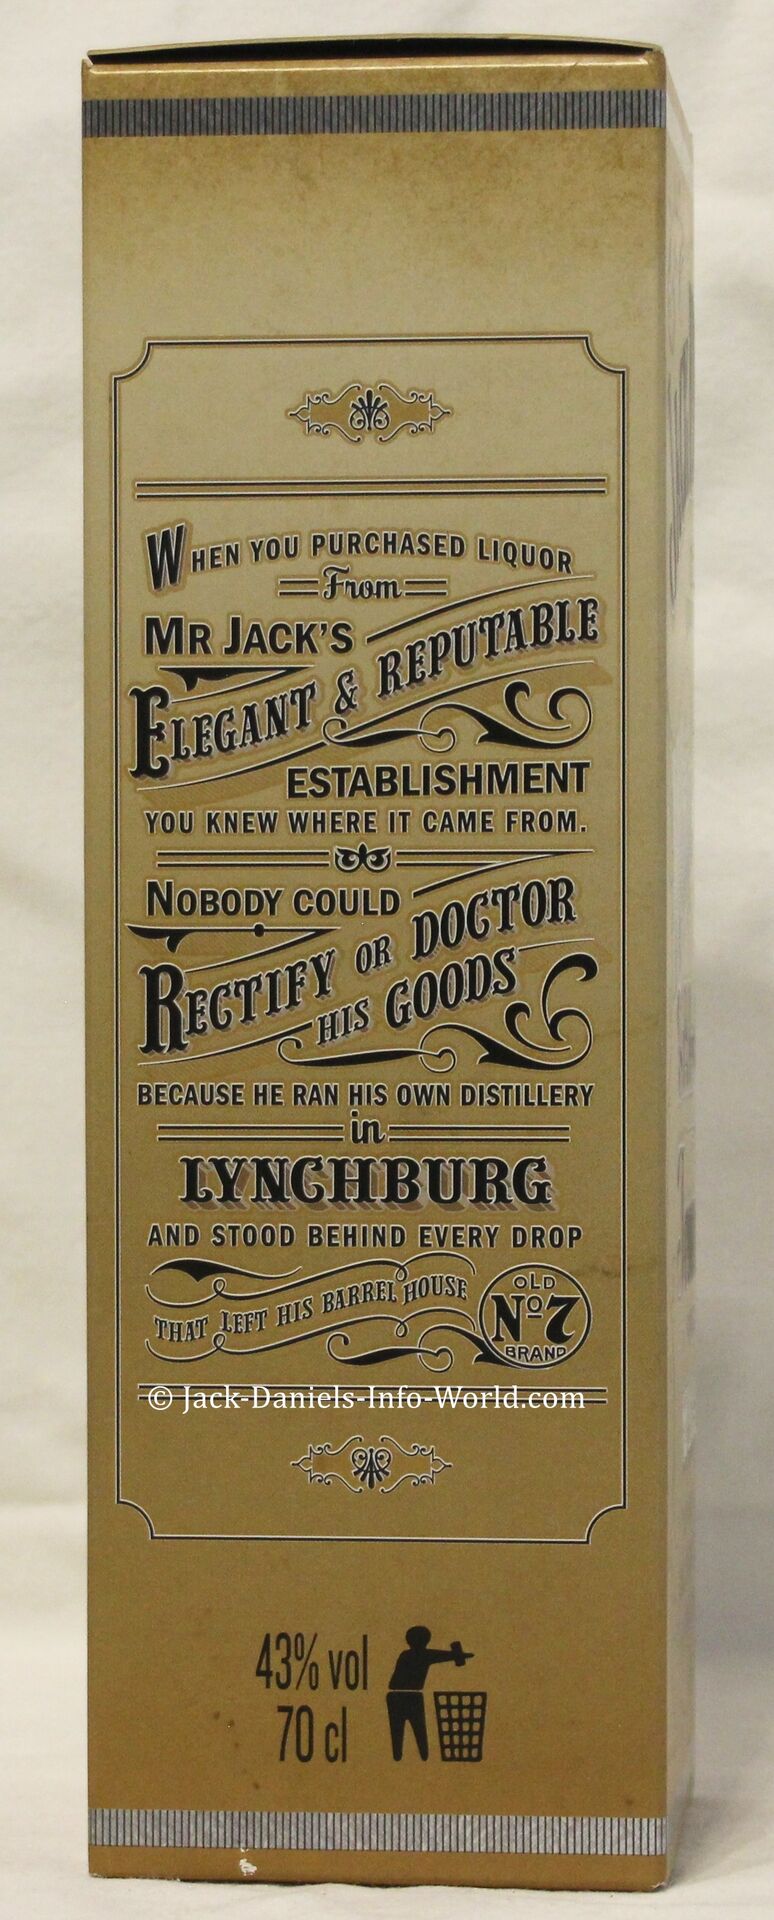 WHEN YOU PURCHASED LIQUOR
From
MR JACK'S
ELEGANT & REPUTABLE
ESTABLISHMENT
YOU KNEW WHERE IT CAME FROM.
NOBODY COULD
RECTIFY OR DOCTOR
HIS GOODS
BECAUSE HE RAN HIS OWN DISTILLERY
in
LYNCHBURG
AND STOOD BEHIND EVERY DROP
THAT LEFT HIS BARREL HOUSE
OLD
Nº7
BRAND
© Jack-Daniels-Info-World.com
43% vol
70 cl